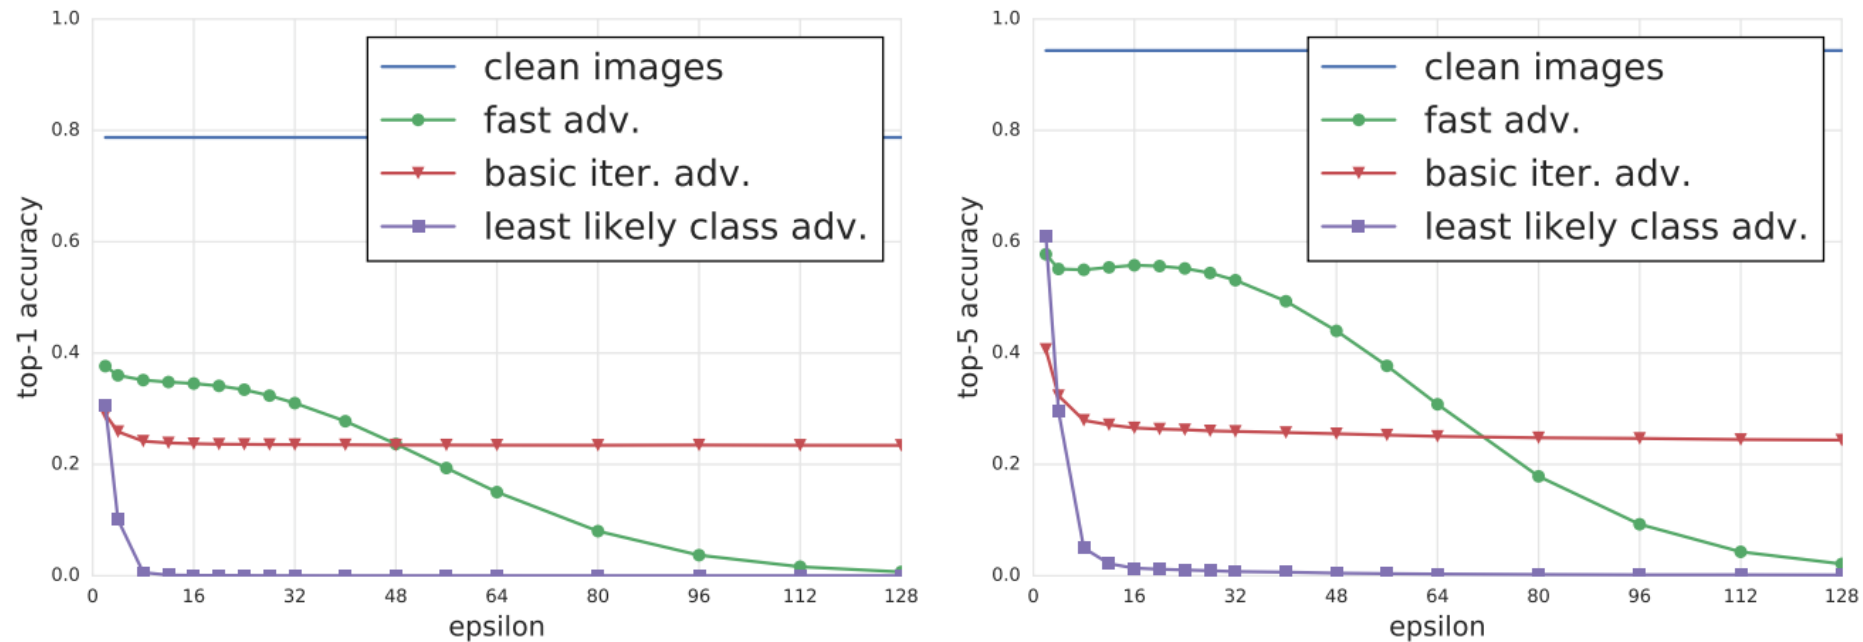 1.0
0.8
0.6
0.4
0.2
0.0
top-1 accuracy
clean images
fast adv.
basic iter. adv.
least likely class adv.
0 16 32 48 64 80 96 112 128
epsilon
1.0
0.8
0.6
0.4
0.2
0.0
top-5 accuracy
clean images
fast adv.
basic iter. adv.
least likely class adv.
0 16 32 48 64 80 96 112 128
epsilon